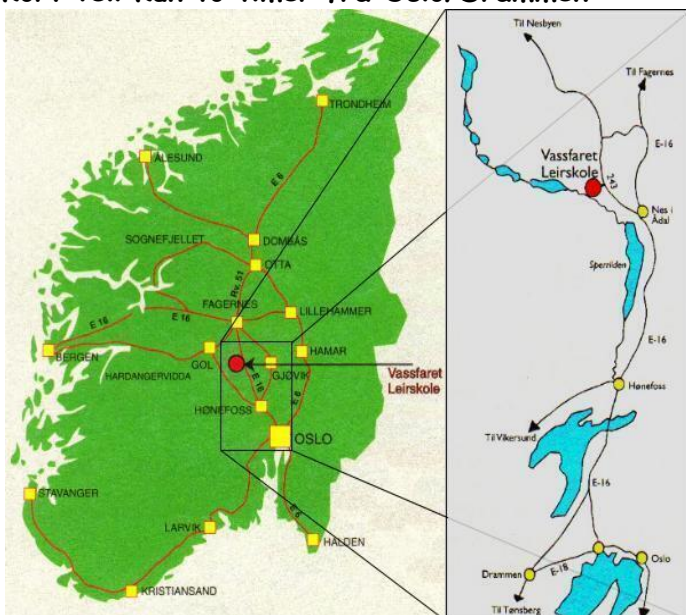 TRONDHEIM
ÅLESUND
E 6
DOMBÅS
SOGNEFJELLET
OTTA
Rv. 51
FAGERNES
LILLEHAMMER
E 16
E 16
BERGEN
GOL
HAMAR
HARDANGERVIDDA
GJØVIK
Vassfaret
Leirskole
E 16
HØNEFOSS
E 6
OSLO
STAVANGER
E 6
LARVIK
HALDEN
KRISTIANSAND
Til Nesbyen
Til Fagernes
E-16
Vassfaret
Leirskole
243
Nes i
Ådal
Sperillen
E-16
Hønefoss
Til Vikersund
E-16
Drammen
E-18
Oslo
Til Tønsberg